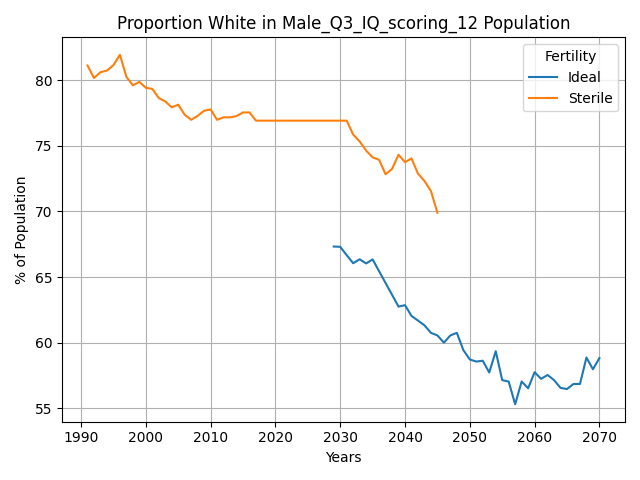 Proportion White in Male_Q3_IQ_scoring_12 Population
Fertility
Ideal
Sterile
% of Population
80
75
70
65
60
55
1990 2000 2010 2020 2030 2040 2050 2060 2070
Years